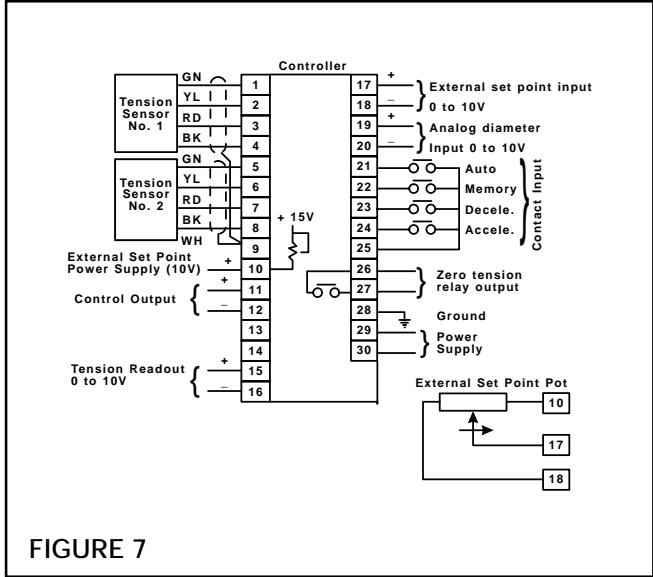 Controller
Tension
Sensor
No. 1
GN
YL
RD
BK
1
2
3
4
Tension
Sensor
No. 2
GN
YL
RD
BK
WH
5
6
7
8
9
External Set Point
Power Supply (10V)
+
10
Control Output
+
_
11
12
13
14
Tension Readout
0 to 10V
+
_
15
16
+ 15V
17
18
+
_
External set point input
0 to 10V
19
20
+
_
Analog diameter
Input 0 to 10V
21
Auto
22
Memory
23
Decele.
24
Accele.
25
Contact Input
26
27
Zero tension
relay output
28
Ground
29
30
Power
Supply
External Set Point Pot
10
17
18
FIGURE 7